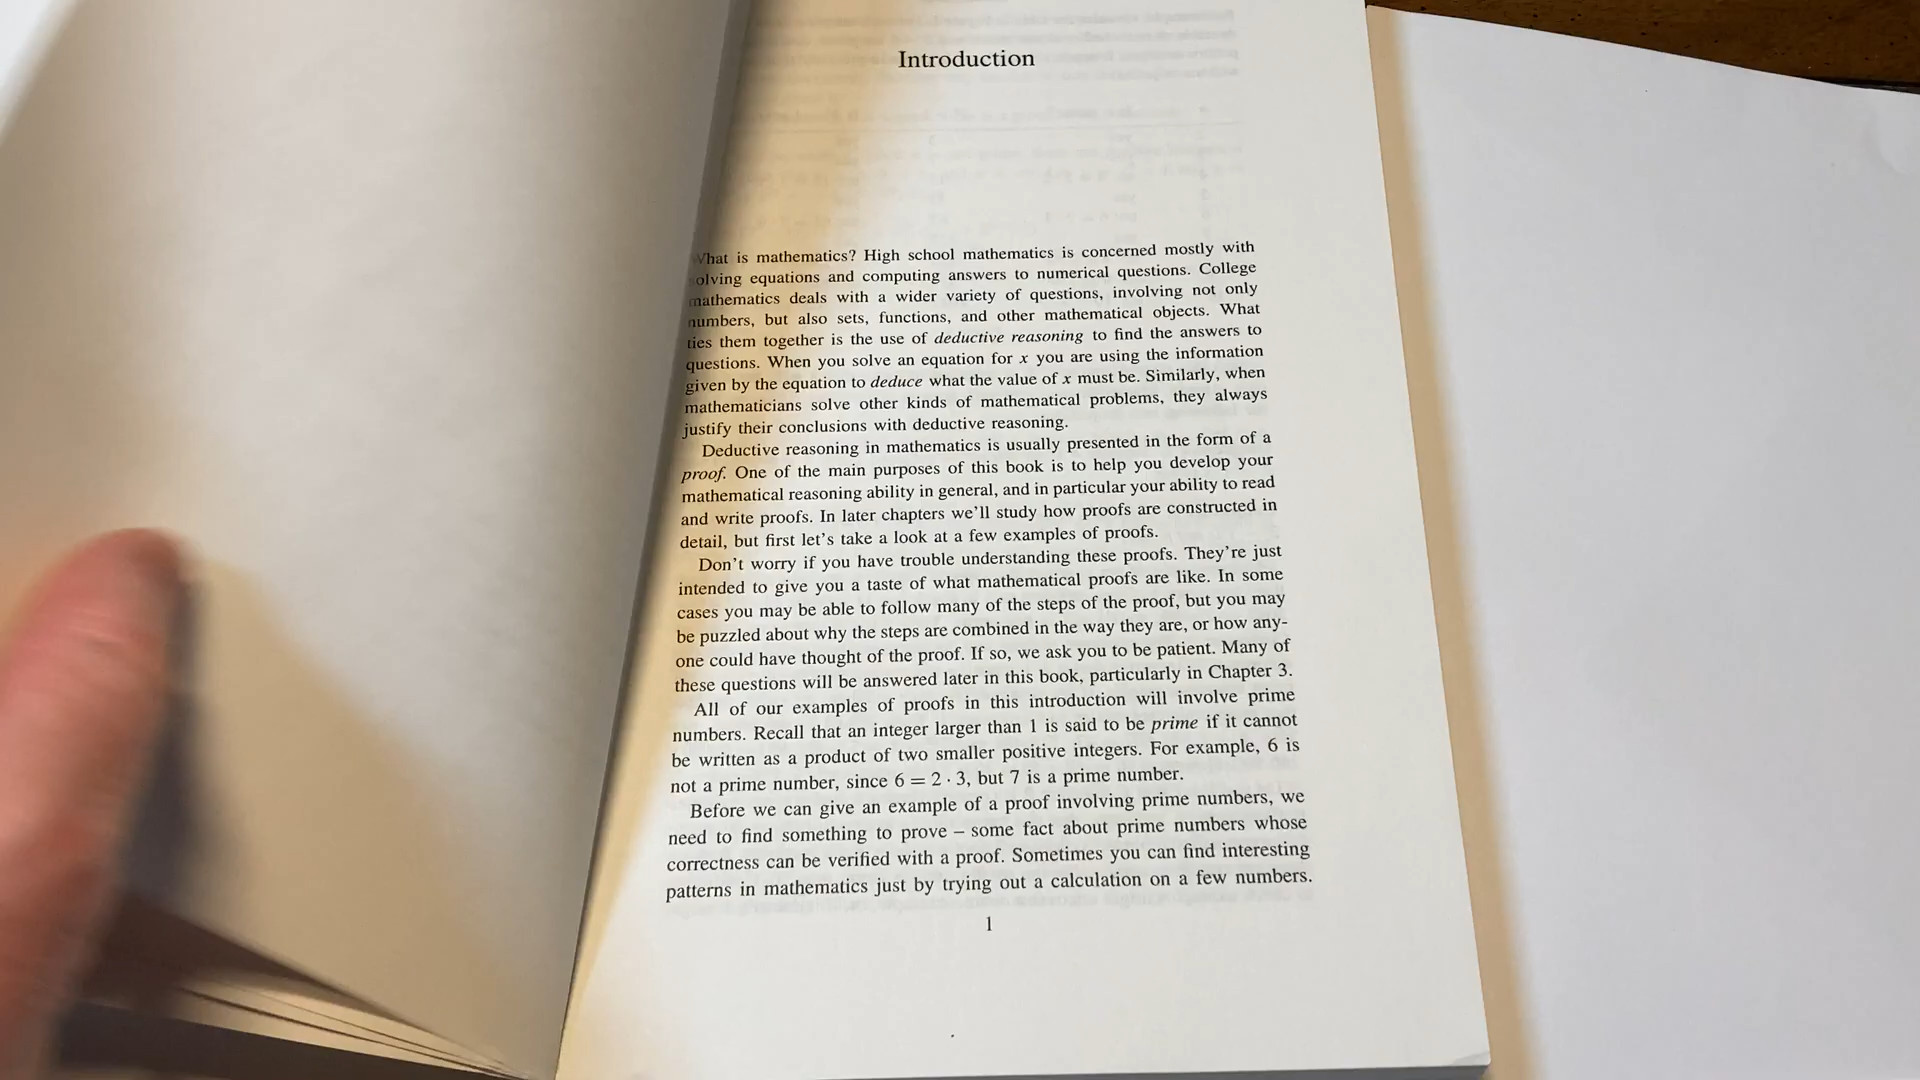 Introduction
What is mathematics? High school mathematics is concerned mostly with
solving equations and computing answers to numerical questions. College
mathematics deals with a wider variety of questions, involving not only
numbers, but also sets, functions, and other mathematical objects. What
ties them together is the use of deductive reasoning to find the answers to
questions. When you solve an equation for x you are using the information
given by the equation to deduce what the value of x must be. Similarly, when
mathematicians solve other kinds of mathematical problems, they always
justify their conclusions with deductive reasoning.
Deductive reasoning in mathematics is usually presented in the form of a
proof. One of the main purposes of this book is to help you develop your
mathematical reasoning ability in general, and in particular your ability to read
and write proofs. In later chapters we'll study how proofs are constructed in
detail, but first let's take a look at a few examples of proofs.
Don't worry if you have trouble understanding these proofs. They're just
intended to give you a taste of what mathematical proofs are like. In some
cases you may be able to follow many of the steps of the proof, but you may
be puzzled about why the steps are combined in the way they are, or how any-
one could have thought of the proof. If so, we ask you to be patient. Many of
these questions will be answered later in this book, particularly in Chapter 3.
All of our examples of proofs in this introduction will involve prime
numbers. Recall that an integer larger than 1 is said to be prime if it cannot
be written as a product of two smaller positive integers. For example, 6 is
not a prime number, since 6 = 2 · 3, but 7 is a prime number.
Before we can give an example of a proof involving prime numbers, we
need to find something to prove – some fact about prime numbers whose
correctness can be verified with a proof. Sometimes you can find interesting
patterns in mathematics just by trying out a calculation on a few numbers.
1